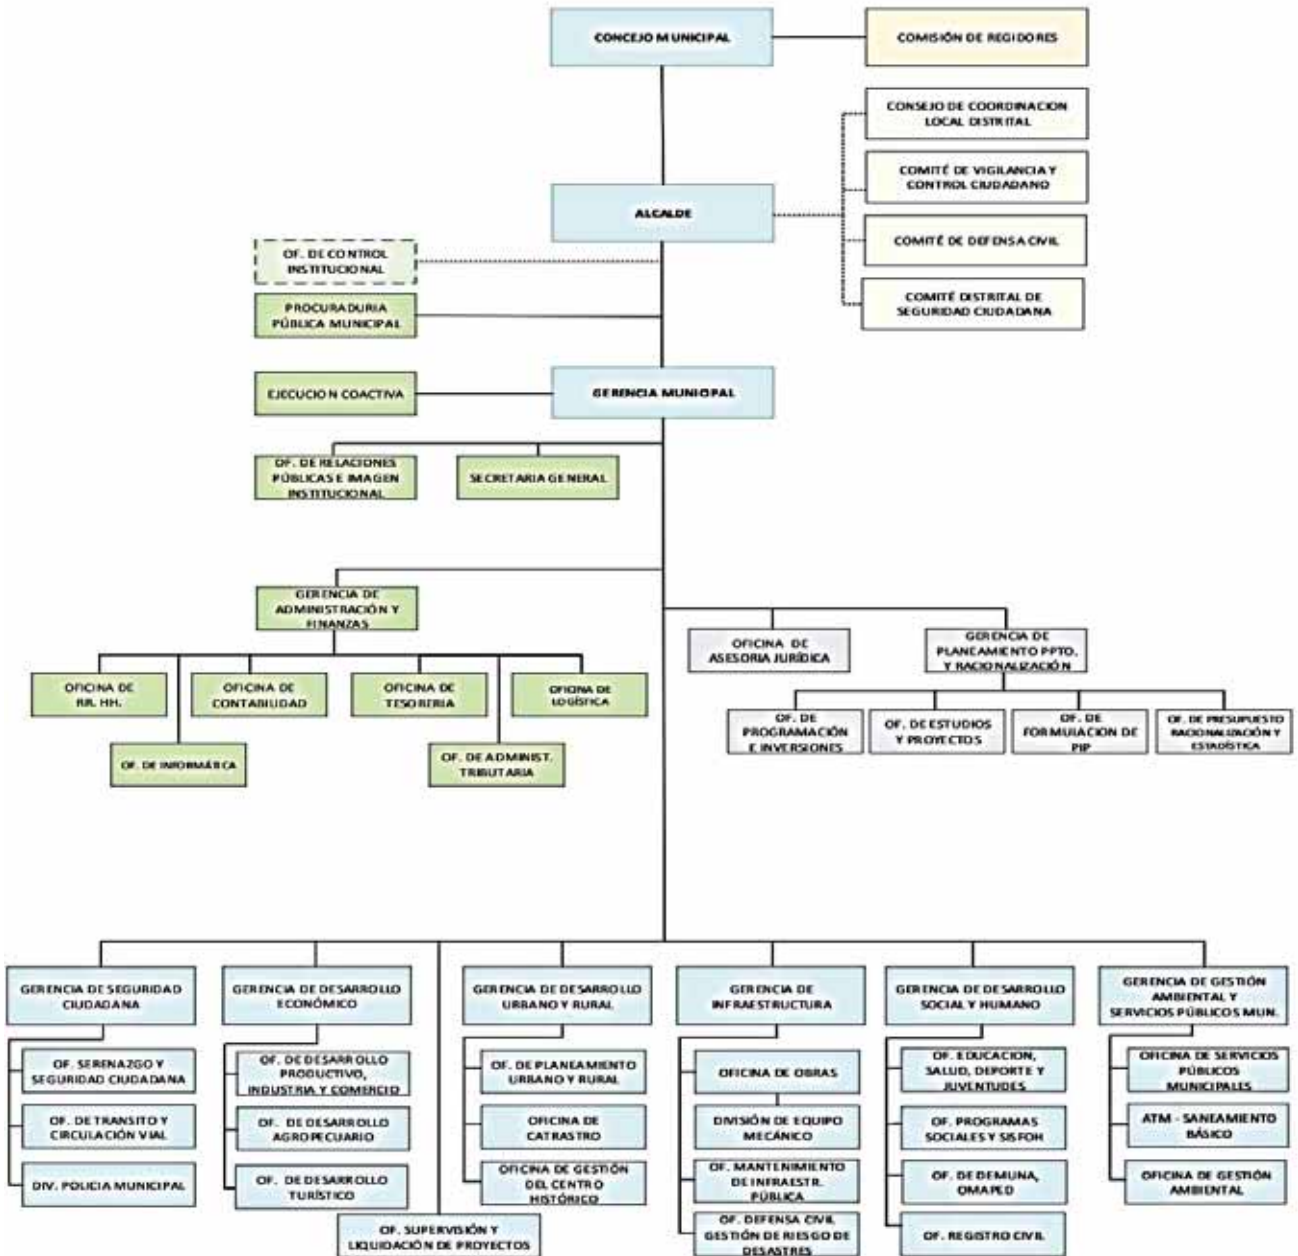 CONCEJO MUNICIPAL
COMISIÓN DE REGIDORES
CONSEJO DE COORDINACION
LOCAL DISTRITAL
COMITÉ DE VIGILANCIA Y
CONTROL CIUDADANO
ALCALDE
COMITÉ DE DEFENSA CIVIL
OF. DE CONTROL
INSTITUCIONAL
COMITÉ DISTRITAL DE
SEGURIDAD CIUDADANA
PROCURADURIA
PÚBLICA MUNICIPAL
EJECUCION COACTIVA
GERENCIA MUNICIPAL
OF. DE RELACIONES
PÚBLICAS E IMAGEN
INSTITUCIONAL
SECRETARIA GENERAL
GERENCIA DE
ADMINISTRACIÓN Y
FINANZAS
OFICINA DE
ASESORIA JURÍDICA
GERENCIA DE
PLANEAMIENTO PPTO.
Y RACIONALIZACIÓN
OFICINA DE
RR. HH.
OFICINA DE
CONTABILIDAD
OFICINA DE
TESORERIA
OFICINA DE
LOGÍSTICA
OF. DE INFORMÁTICA
OF. DE ADMINIST.
TRIBUTARIA
OF. DE
PROGRAMACIÓN
E INVERSIONES
OF. DE ESTUDIOS
Y PROYECTOS
OF. DE
FORMULACION DE
PIP
OF. DE PRESUPUESTO
RACIONALIZACIÓN Y
ESTADÍSTICA
GERENCIA DE SEGURIDAD
CIUDADANA
OF. SERENAZGO Y
SEGURIDAD CIUDADANA
OF. DE TRANSITO Y
CIRCULACIÓN VIAL
DIV. POLICIA MUNICIPAL
GERENCIA DE DESARROLLO
ECONÓMICO
OF. DE DESARROLLO
PRODUCTIVO,
INDUSTRIA Y COMERCIO
OF. DE DESARROLLO
AGROPECUARIO
OF. DE DESARROLLO
TURÍSTICO
OF. SUPERVISIÓN Y
LIQUIDACIÓN DE PROYECTOS
GERENCIA DE DESARROLLO
URBANO Y RURAL
OF. DE PLANEAMIENTO
URBANO Y RURAL
OFICINA DE
CATRASTRO
OFICINA DE GESTIÓN
DEL CENTRO
HISTÓRICO
GERENCIA DE
INFRAESTRUCTURA
OFICINA DE OBRAS
DIVISIÓN DE EQUIPO
MECÁNICO
OF. MANTENIMIENTO
DE INFRAESTR.
PÚBLICA
OF. DEFENSA CIVIL
GESTIÓN DE RIESGO DE
DESASTRES
GERENCIA DE DESARROLLO
SOCIAL Y HUMANO
OF. EDUCACION,
SALUD, DEPORTE Y
JUVENTUDES
OF. PROGRAMAS
SOCIALES Y SISFOH
OF. DE DEMUNA,
OMAPED
OF. REGISTRO CIVIL
GERENCIA DE GESTIÓN
AMBIENTAL Y
SERVICIOS PÚBLICOS MUN.
OFICINA DE SERVICIOS
PÚBLICOS
MUNICIPALES
ATM - SANEAMIENTO
BÁSICO
OFICINA DE GESTIÓN
AMBIENTAL